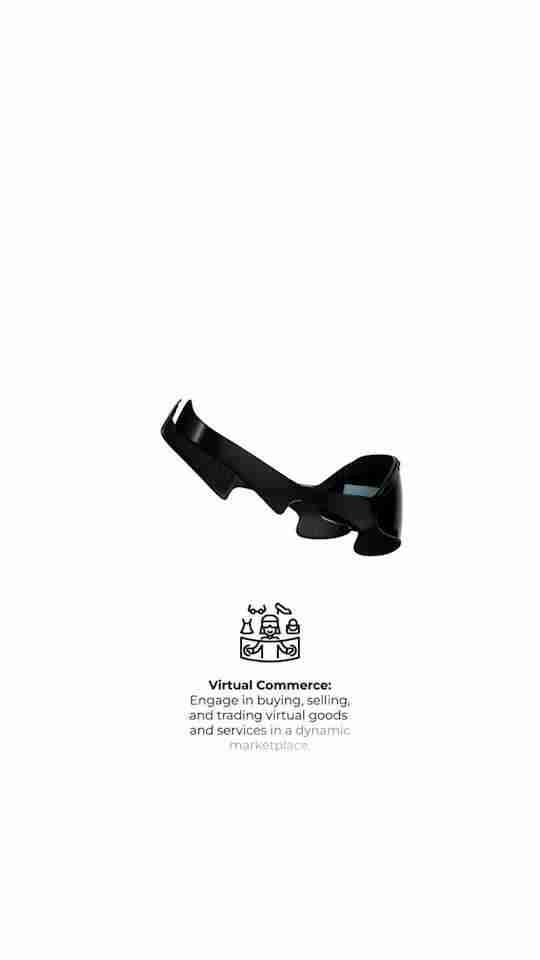 Virtual Commerce:
Engage in buying, selling,
and trading virtual goods
and services in a dynamic
marketplace.